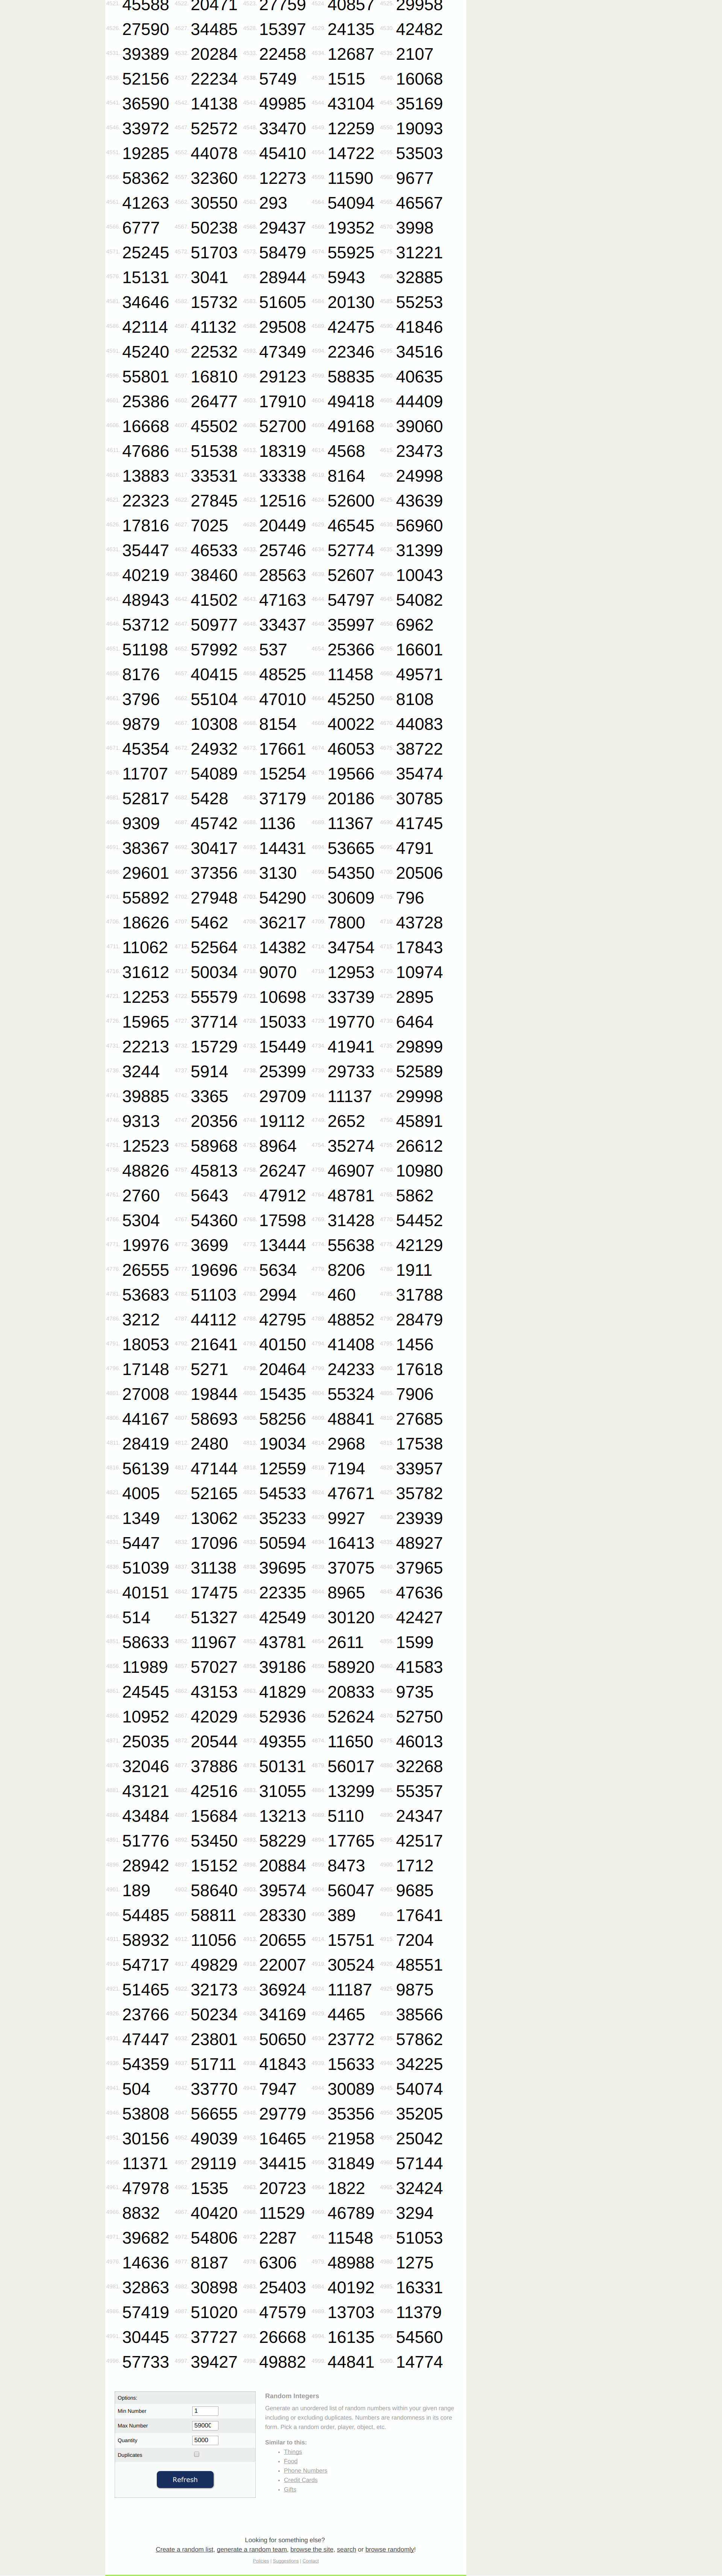 45588 20471 27759 40857 29958
27590 34485 15397 24135 42482
39389 20284 22458 12687 2107
52156 22234 5749 1515 16068
36590 14138 49985 43104 35169
33972 52572 33470 12259 19093
19285 44078 45410 14722 53503
58362 32360 12273 11590 9677
41263 30550 293 54094 46567
6777 50238 29437 19352 3998
25245 51703 58479 55925 31221
15131 3041 28944 5943 32885
34646 15732 51605 20130 55253
42114 41132 29508 42475 41846
45240 22532 47349 22346 34516
55801 16810 29123 58835 40635
25386 26477 17910 49418 44409
16668 45502 52700 49168 39060
47686 51538 18319 4568 23473
13883 33531 33338 8164 24998
22323 27845 12516 52600 43639
17816 7025 20449 46545 56960
35447 46533 25746 52774 31399
40219 38460 28563 52607 10043
48943 41502 47163 54797 54082
53712 50977 33437 35997 6962
51198 57992 537 25366 16601
8176 40415 48525 11458 49571
3796 55104 47010 45250 8108
9879 10308 8154 40022 44083
45354 24932 17661 46053 38722
11707 54089 15254 19566 35474
52817 5428 37179 20186 30785
9309 45742 1136 11367 41745
38367 30417 14431 53665 4791
29601 37356 3130 54350 20506
55892 27948 54290 30609 796
18626 5462 36217 7800 43728
11062 52564 14382 34754 17843
31612 50034 9070 12953 10974
12253 55579 10698 33739 2895
15965 37714 15033 19770 6464
22213 15729 15449 41941 29899
3244 5914 25399 29733 52589
39885 3365 29709 11137 29998
9313 20356 19112 2652 45891
12523 58968 8964 35274 26612
48826 45813 26247 46907 10980
2760 5643 47912 48781 5862
5304 54360 17598 31428 54452
19976 3699 13444 55638 42129
26555 19696 5634 8206 1911
53683 51103 2994 460 31788
3212 44112 42795 48852 28479
18053 21641 40150 41408 1456
17148 5271 20464 24233 17618
27008 19844 15435 55324 7906
44167 58693 58256 48841 27685
28419 2480 19034 2968 17538
56139 47144 12559 7194 33957
4005 52165 54533 47671 35782
1349 13062 35233 9927 23939
5447 17096 50594 16413 48927
51039 31138 39695 37075 37965
40151 17475 22335 8965 47636
514 51327 42549 30120 42427
58633 11967 43781 2611 1599
11989 57027 39186 58920 41583
24545 43153 41829 20833 9735
10952 42029 52936 52624 52750
25035 20544 49355 11650 46013
32046 37886 50131 56017 32268
43121 42516 31055 13299 55357
43484 15684 13213 5110 24347
51776 53450 58229 17765 42517
28942 15152 20884 8473 1712
189 58640 39574 56047 9685
54485 58811 28330 389 17641
58932 11056 20655 15751 7204
54717 49829 22007 30524 48551
51465 32173 36924 11187 9875
23766 50234 34169 4465 38566
47447 23801 50650 23772 57862
54359 51711 41843 15633 34225
504 33770 7947 30089 54074
53808 56655 29779 35356 35205
30156 49039 16465 21958 25042
11371 29119 34415 31849 57144
47978 1535 20723 1822 32424
8832 40420 11529 46789 3294
39682 54806 2287 11548 51053
14636 8187 6306 48988 1275
32863 30898 25403 40192 16331
57419 51020 47579 13703 11379
30445 37727 26668 16135 54560
57733 39427 49882 44841 14774
Options:
Min Number 1
Max Number 59000
Quantity 5000
Duplicates
Refresh
Random Integers
Generate an unordered list of random numbers within your given range
including or excluding duplicates. Numbers are randomness in its core
form. Pick a random order, player, object, etc.
Similar to this:
Things
Food
Phone Numbers
Credit Cards
Gifts
Looking for something else?
Create a random list, generate a random team, browse the site, search or browse randomly!
Policies | Suggestions | Contact